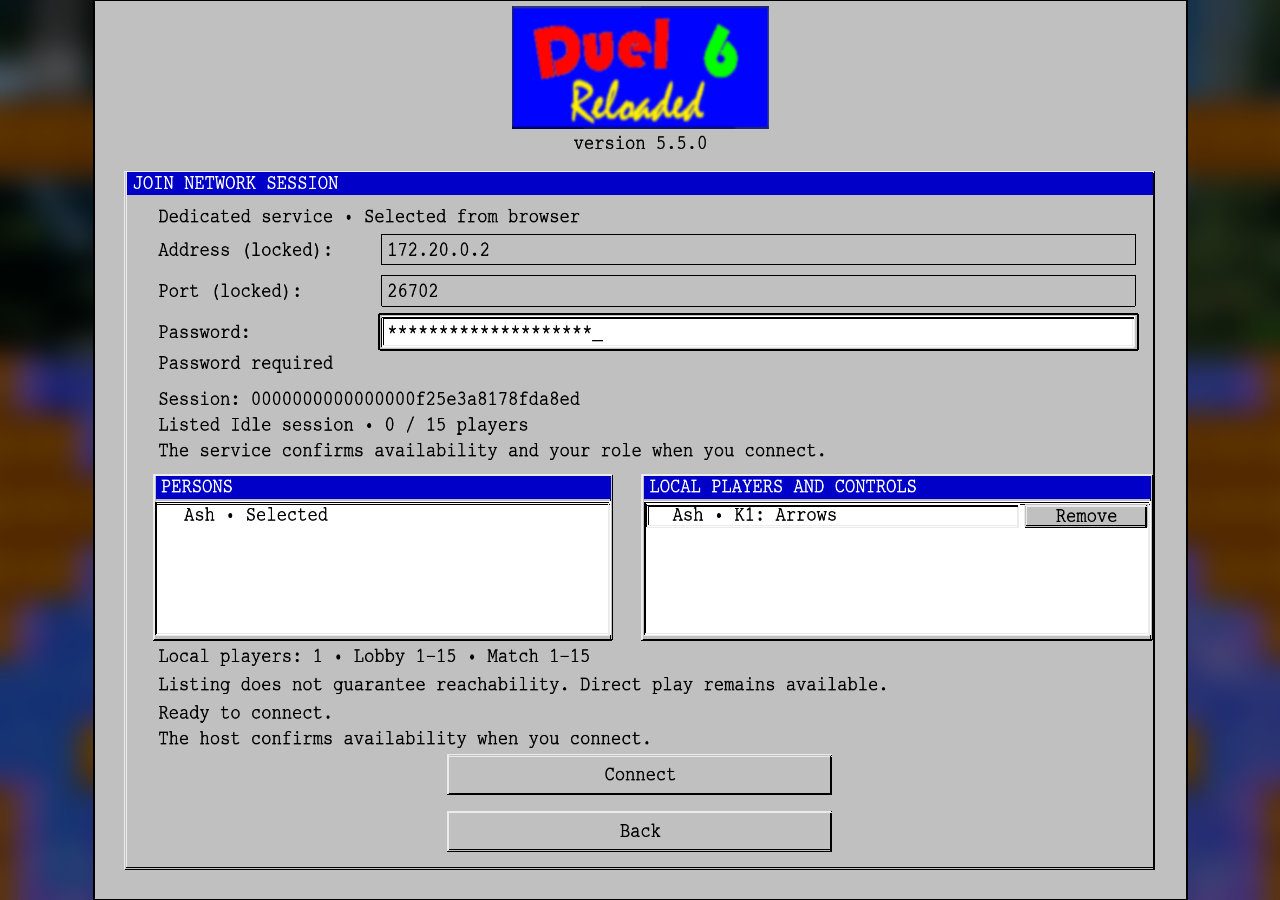 Duel 6
Reloaded
version 5.5.0
JOIN NETWORK SESSION
Dedicated service • Selected from browser
Address (locked): 172.20.0.2
Port (locked): 26702
Password: ********************_
Password required
Session: 0000000000000000f25e3a8178fda8ed
Listed Idle session • 0 / 15 players
The service confirms availability and your role when you connect.
PERSONS
Ash • Selected
LOCAL PLAYERS AND CONTROLS
Ash • K1: Arrows Remove
Local players: 1 • Lobby 1-15 • Match 1-15
Listing does not guarantee reachability. Direct play remains available.
Ready to connect.
The host confirms availability when you connect.
Connect
Back